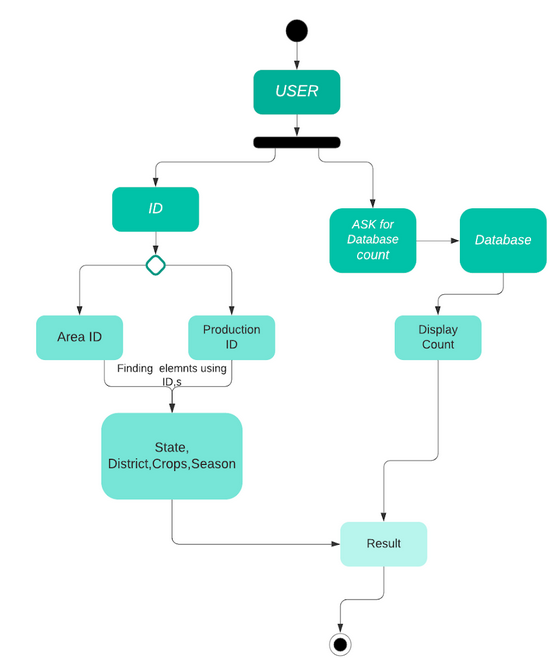 USER
ID
ASK for
Database
count
Database
Area ID
Production
ID
Display
Count
Finding elemnts using
ID,s
State,
District,Crops,Season
Result